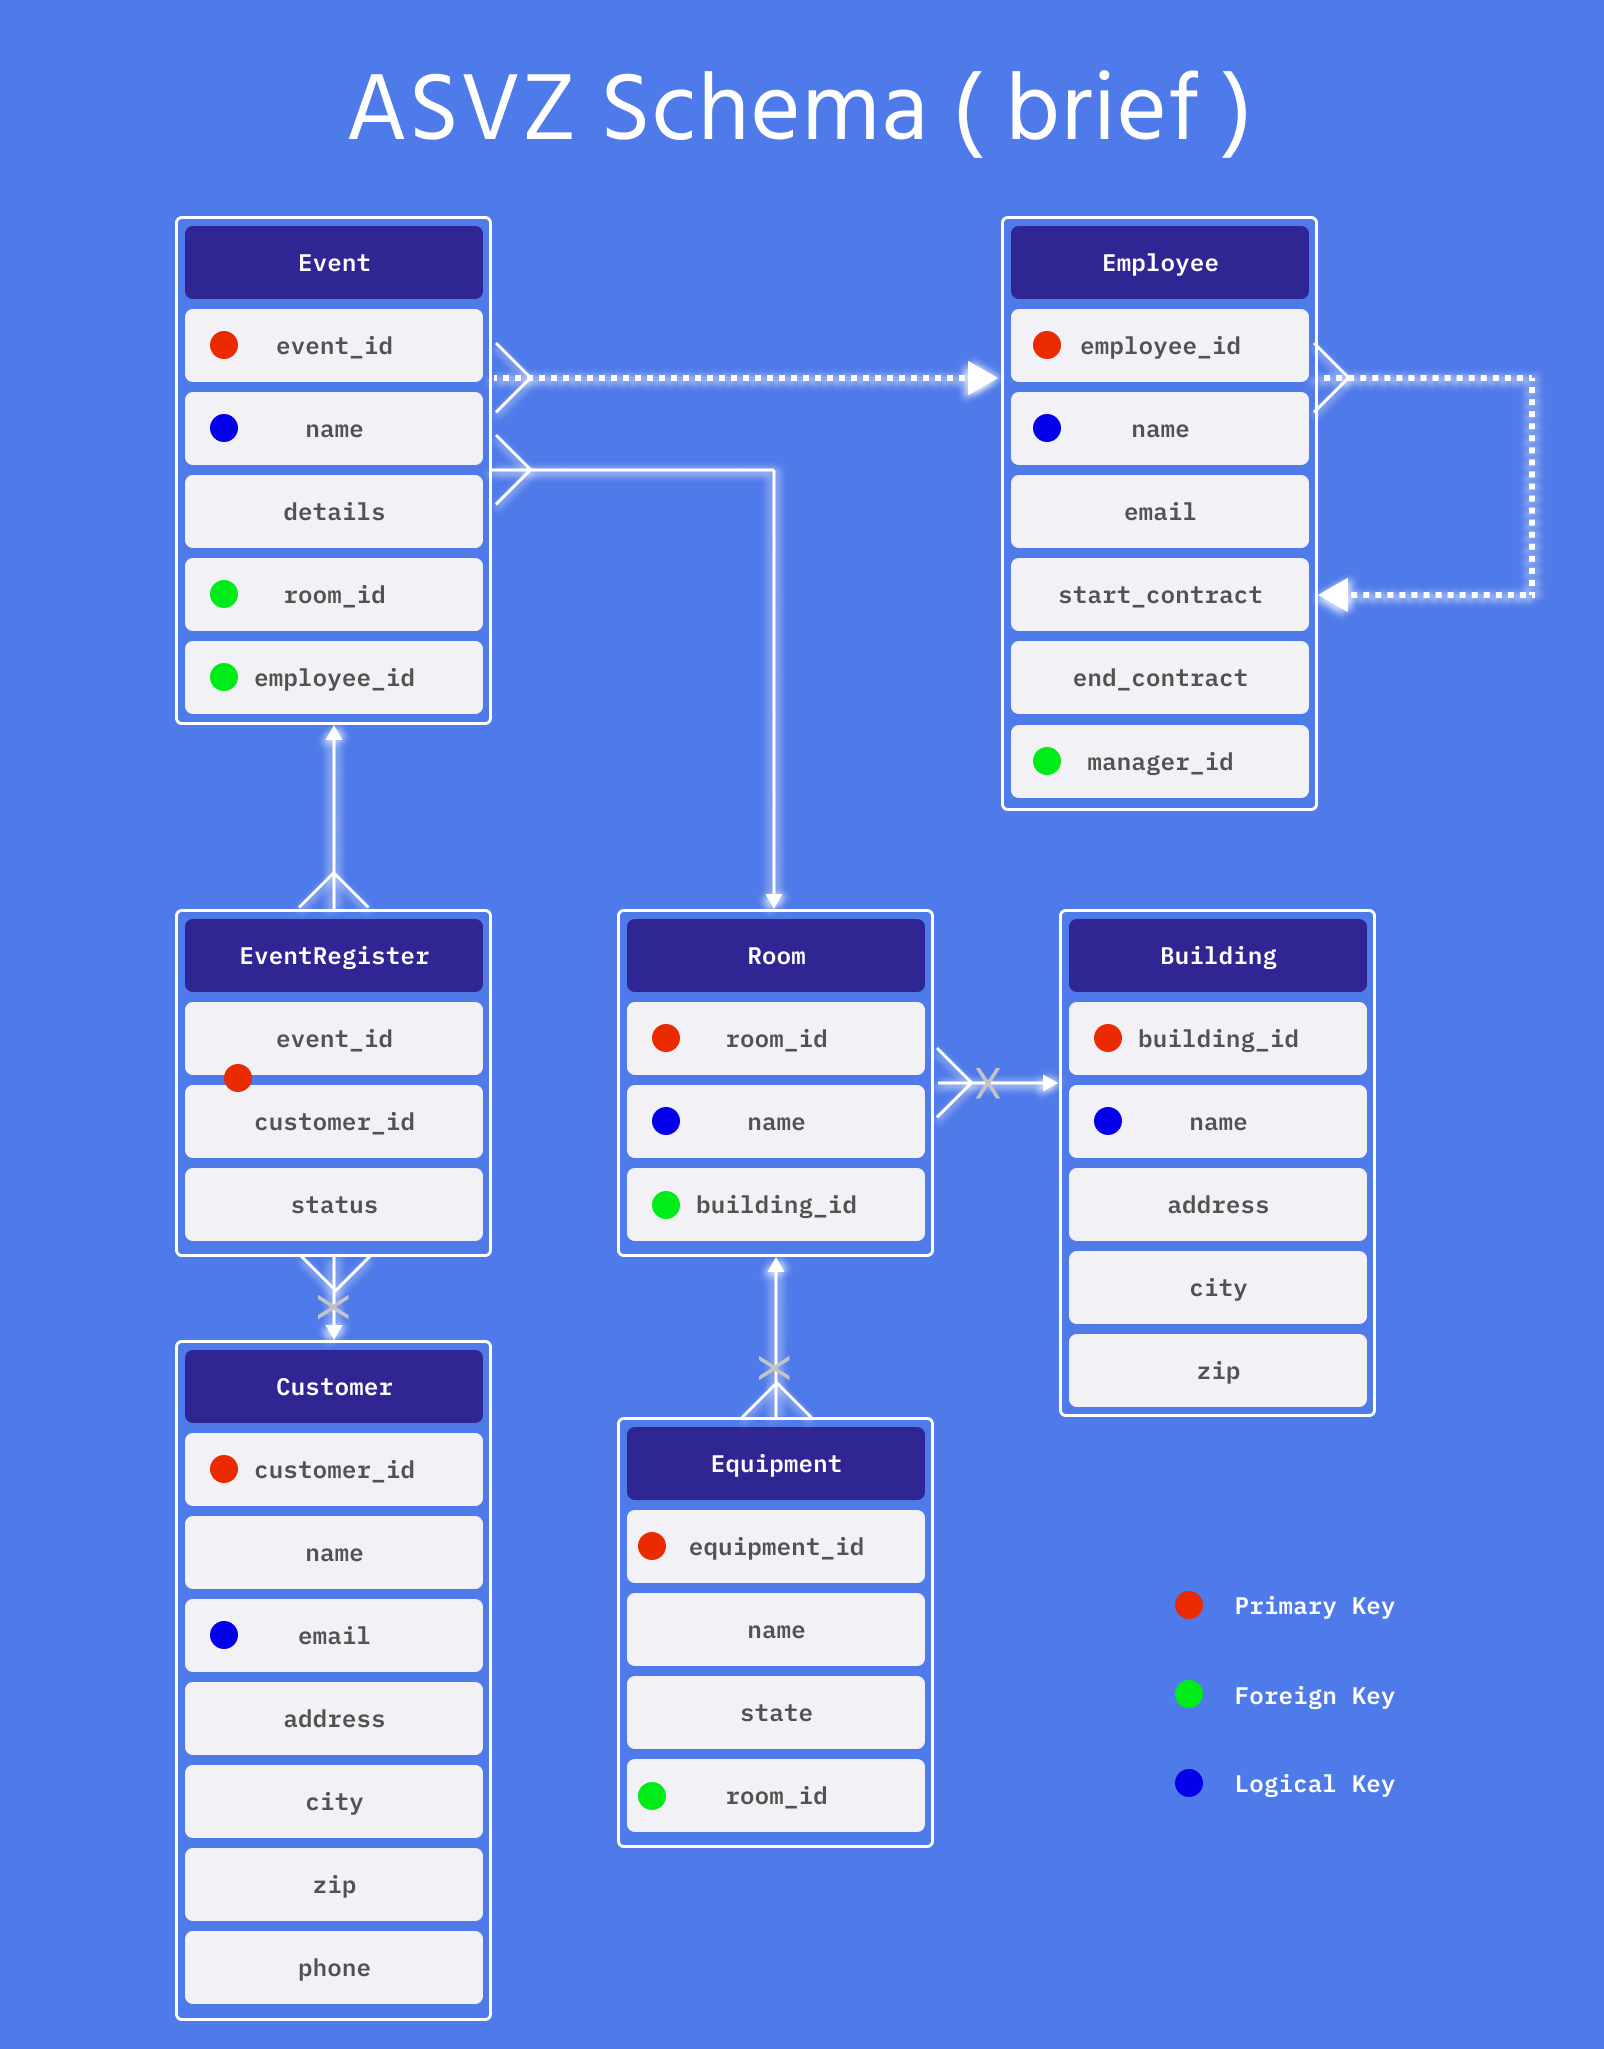 ASVZ Schema ( brief )
Event
event_id
name
details
room_id
employee_id
Employee
employee_id
name
email
start_contract
end_contract
manager_id
EventRegister
event_id
customer_id
status
Room
room_id
name
building_id
Building
building_id
name
address
city
zip
X
X
X
Customer
customer_id
name
email
address
city
zip
phone
Equipment
equipment_id
name
state
room_id
Primary Key
Foreign Key
Logical Key